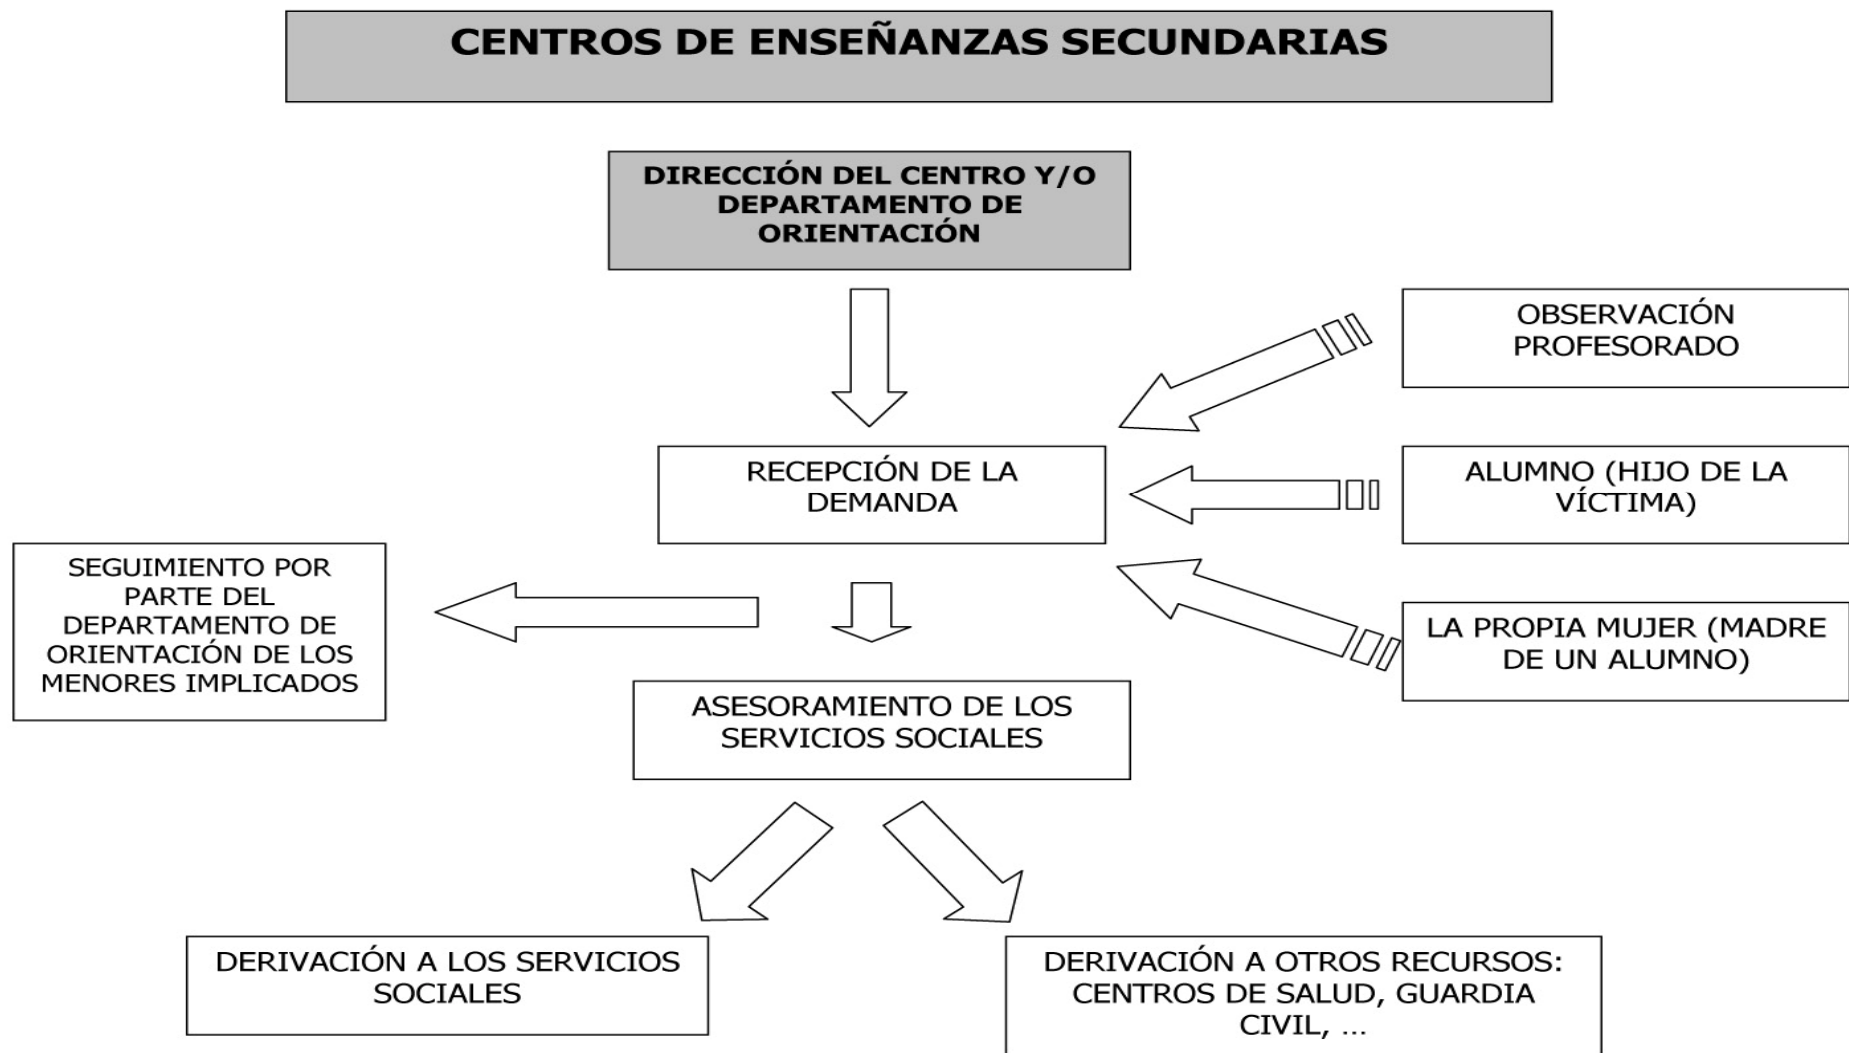 CENTROS DE ENSEÑANZAS SECUNDARIAS
DIRECCIÓN DEL CENTRO Y/O
DEPARTAMENTO DE
ORIENTACIÓN
OBSERVACIÓN
PROFESORADO
RECEPCIÓN DE LA
DEMANDA
ALUMNO (HIJO DE LA
VÍCTIMA)
SEGUIMIENTO POR
PARTE DEL
DEPARTAMENTO DE
ORIENTACIÓN DE LOS
MENORES IMPLICADOS
LA PROPIA MUJER (MADRE
DE UN ALUMNO)
ASESORAMIENTO DE LOS
SERVICIOS SOCIALES
DERIVACIÓN A LOS SERVICIOS
SOCIALES
DERIVACIÓN A OTROS RECURSOS:
CENTROS DE SALUD, GUARDIA
CIVIL, …